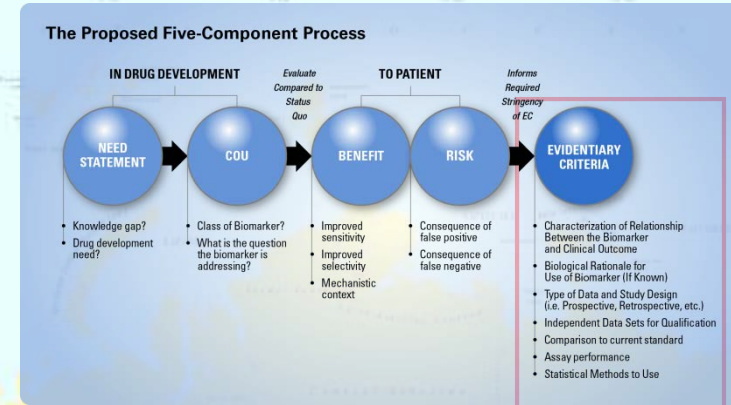 The Proposed Five-Component Process
IN DRUG DEVELOPMENT
Evaluate
Compared to
Status
Quo
TO PATIENT
Informs
Required
Stringency
of EC
NEED
STATEMENT
COU
BENEFIT
RISK
EVIDENTIARY
CRITERIA
• Knowledge gap?
• Drug development
need?
• Class of Biomarker?
• What is the question
the biomarker is
addressing?
• Improved
sensitivity
• Improved
selectivity
• Mechanistic
context
• Consequence of
false positive
• Consequence of
false negative
• Characterization of Relationship
Between the Biomarker
and Clinical Outcome
• Biological Rationale for
Use of Biomarker (If Known)
• Type of Data and Study Design
(i.e. Prospective, Retrospective, etc.)
• Independent Data Sets for Qualification
• Comparison to current standard
• Assay performance
• Statistical Methods to Use